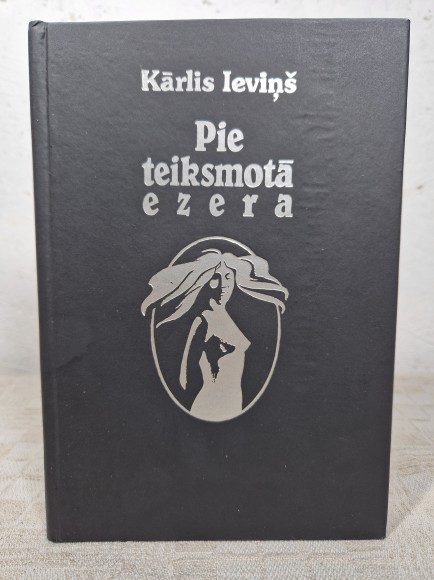 Kārlis Ieviņš
Pie
teiksmotā
ezera